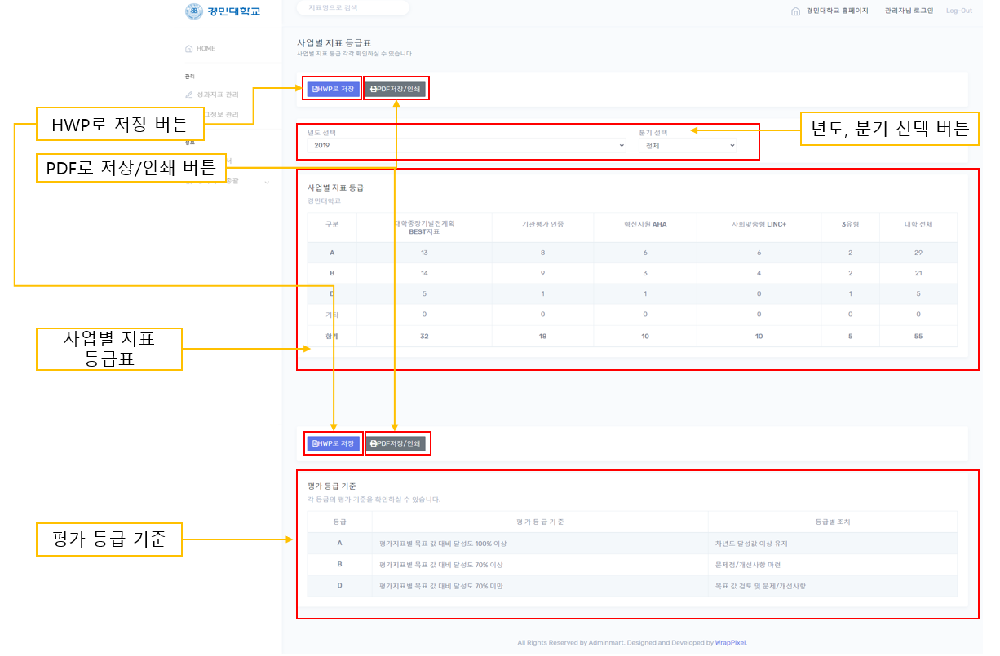 경민대학교
지표명으로 검색
경민대학교 홈페이지
관리자님 로그인
Log-Out
HOME
관리
성과지표 관리
그정보 관리
정보
사업별 지표 등급표
사업별 지표 등급 각각 확인하실 수 있습니다
HWP로 저장
PDF저장/인쇄
HWP로 저장 버튼
PDF로 저장/인쇄 버튼
년도 선택
2019
분기 선택
전체
년도, 분기 선택 버튼
사업별 지표 등급
경민대학교
구분 대학중장기발전계획 BEST지표 기관평가 인증 혁신지원 AHA 사회맞춤형 LINC+ 3유형 대학 전체
A 13 8 6 6 2 29
B 14 9 3 4 2 21
D 5 1 1 0 1 5
기타 0 0 0 0 0 0
합계 32 18 10 10 5 55
사업별 지표
등급표
HWP로 저장
PDF저장/인쇄
평가 등급 기준
각 등급의 평가 기준을 확인하실 수 있습니다.
등급 평 가 등 급 기 준 등급별 조치
A 평가지표별 목표 값 대비 달성도 100% 이상 차년도 달성값 이상 유지
B 평가지표별 목표 값 대비 달성도 70% 이상 문제점/개선사항 마련
D 평가지표별 목표 값 대비 달성도 70% 미만 목표 값 검토 및 문제/개선사항
평가 등급 기준
All Rights Reserved by Adminmart. Designed and Developed by WrapPixel.